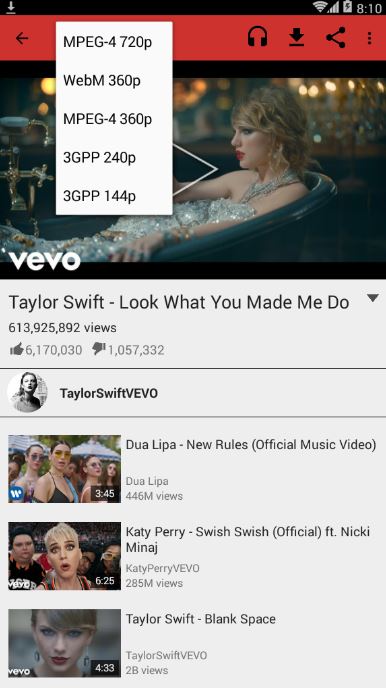 8:10
MPEG-4 720p
WebM 360p
MPEG-4 360p
3GPP 240p
3GPP 144p
vevo
Taylor Swift - Look What You Made Me Do
613,925,892 views
6,170,030 1,057,332
TaylorSwiftVEVO
Dua Lipa - New Rules (Official Music Video)
3:45
Dua Lipa
446M views
Katy Perry - Swish Swish (Official) ft. Nicki
Minaj
vevo 6:25
KatyPerryVEVO
285M views
Taylor Swift - Blank Space
vevo 4:33
TaylorSwiftVEVO
2B views